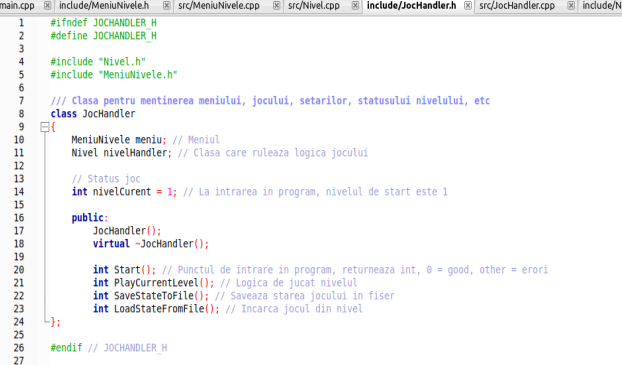 main.cpp include/MeniuNivele.h src/MeniuNivele.cpp src/Nivel.cpp include/JocHandler.h src/JocHandler.cpp include/N
1 #ifndef JOCHANDLER_H
2 #define JOCHANDLER_H
3
4 #include "Nivel.h"
5 #include "MeniuNivele.h"
6
7 /// Clasa pentru mentinerea meniului, jocului, setarilor, statusului nivelului, etc
8 class JocHandler
9 {
10 MeniuNivele meniu; // Meniul
11 Nivel nivelHandler; // Clasa care ruleaza logica jocului
12
13 // Status joc
14 int nivelCurent = 1; // La intrarea in program, nivelul de start este 1
15
16 public:
17 JocHandler();
18 virtual ~JocHandler();
19
20 int Start(); // Punctul de intrare in program, returneaza int, 0 = good, other = erori
21 int PlayCurrentLevel(); // Logica de jucat nivelul
22 int SaveStateToFile(); // Saveaza starea jocului in fiser
23 int LoadStateFromFile(); // Incarca jocul din nivel
24 };
25
26 #endif // JOCHANDLER_H
27